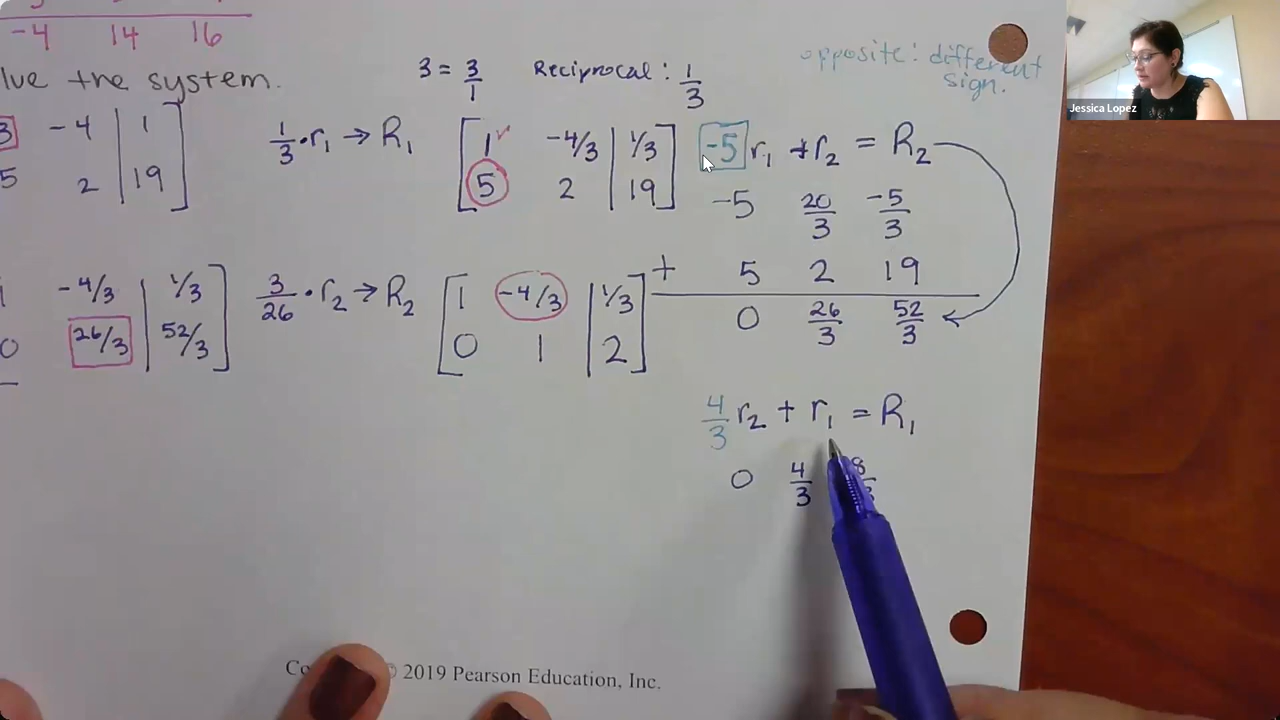 -4 14 16
opposite: different sign.
lve the system.
3 = 3/1 Reciprocal: 1/3
Jessica Lopez
3 -4 | 1
5 2 | 19
1/3 · r₁ → R₁
1 -4/3 | 1/3
5 2 | 19
-5 r₁ + r₂ = R₂
-5 20/3 -5/3
+ 5 2 19
0 26/3 52/3
1 -4/3 | 1/3
0 26/3 | 52/3
3/26 · r₂ → R₂
1 -4/3 | 1/3
0 1 | 2
4/3 r₂ + r₁ = R₁
0 4/3 8
2019 Pearson Education, Inc.